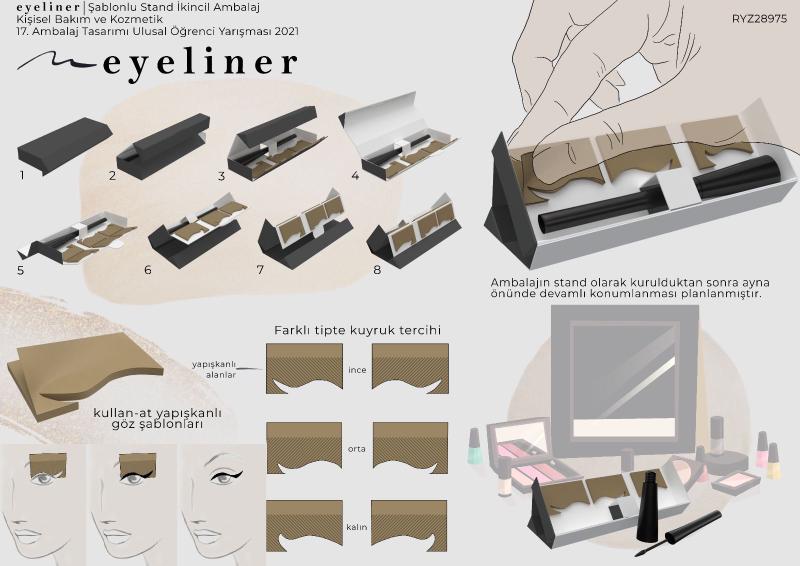 eyeliner | Şablonlu Stand İkincil Ambalaj
Kişisel Bakım ve Kozmetik
17. Ambalaj Tasarımı Ulusal Öğrenci Yarışması 2021
RYZ28975
eyeliner
1
2
3
4
5
6
7
8
Ambalajın stand olarak kurulduktan sonra ayna
önünde devamlı konumlanması planlanmıştır.
Farklı tipte kuyruk tercihi
yapışkanlı
alanlar
ince
kullan-at yapışkanlı
göz şablonları
orta
kalın